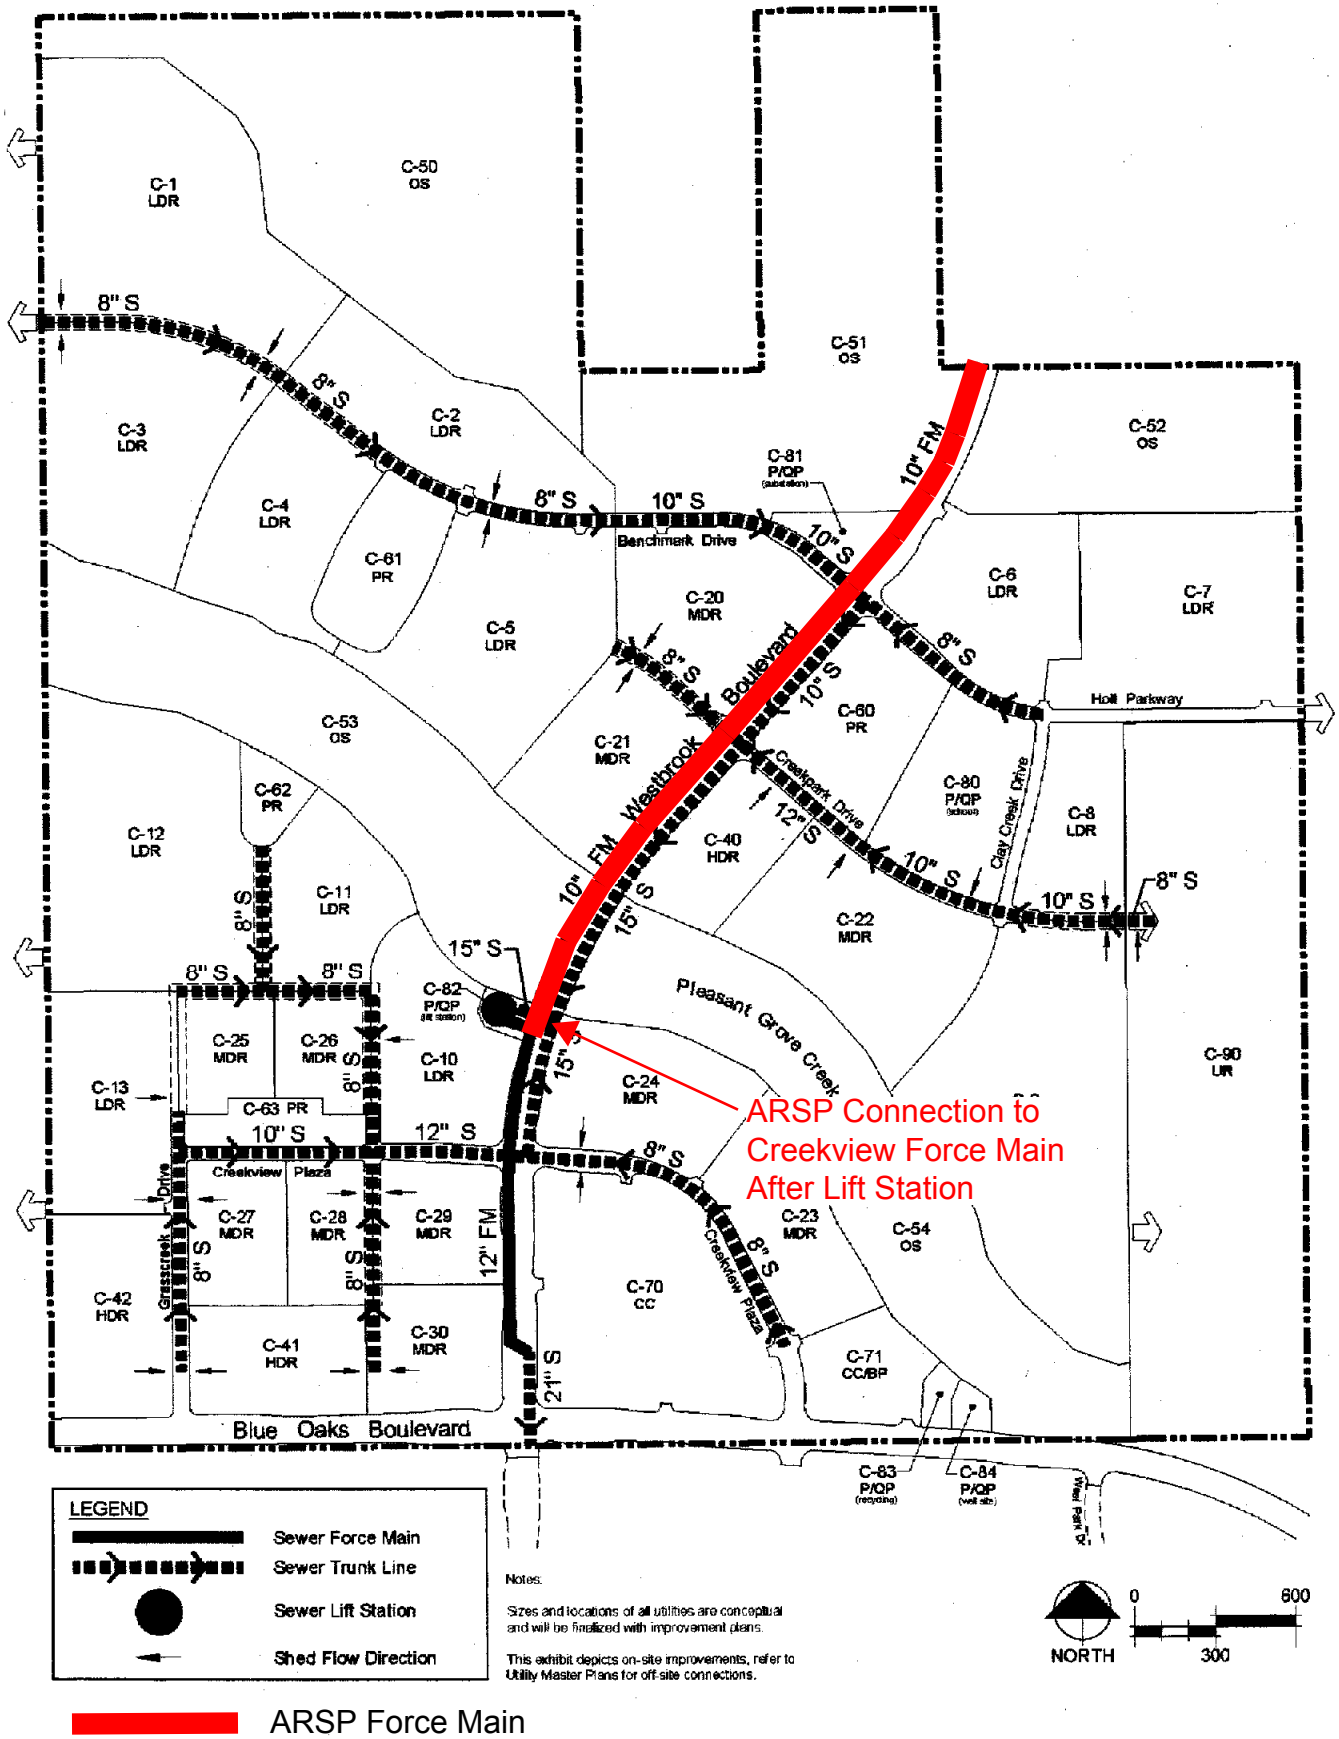 C-50
OS
C-1
LDR
8" S
C-51
OS
8" S
C-2
LDR
C-3
LDR
C-52
OS
10" FM
C-81
P/QP
(substation)
C-4
LDR
8" S
10" S
10" S
Benchmark Drive
C-61
PR
C-6
LDR
C-7
LDR
C-20
MDR
C-5
LDR
8" S
8" S
10" S
Westbrook Boulevard
Holt Parkway
C-60
PR
C-53
OS
C-21
MDR
Creekpark Drive
C-80
P/QP
(school)
Clay Creek Drive
C-62
PR
12" S
C-8
LDR
C-12
LDR
C-40
HDR
10" FM
10" S
8" S
C-11
LDR
15" S
10" S
8" S
C-22
MDR
15" S
8" S
8" S
C-82
P/QP
(lift station)
Pleasant Grove Creek
C-25
MDR
C-26
MDR
8" S
C-10
LDR
15" S
C-24
MDR
C-90
UR
C-13
LDR
C-63 PR
ARSP Connection to
Creekview Force Main
After Lift Station
10" S
12" S
8" S
Creekview Plaza
Grasscreek Drive
C-27
MDR
C-28
MDR
C-29
MDR
12" FM
C-23
MDR
C-54
OS
8" S
8" S
8" S
Creekview Plaza
C-42
HDR
C-70
CC
C-41
HDR
C-30
MDR
21" S
C-71
CC/BP
Blue Oaks Boulevard
C-83
P/QP
(recycling)
C-84
P/QP
(well site)
West Park Dr
LEGEND
Sewer Force Main
Sewer Trunk Line
Sewer Lift Station
Shed Flow Direction
Notes:
Sizes and locations of all utilities are conceptual
and will be finalized with improvement plans.
This exhibit depicts on-site improvements, refer to
Utility Master Plans for off-site connections.
NORTH
0
600
300
ARSP Force Main